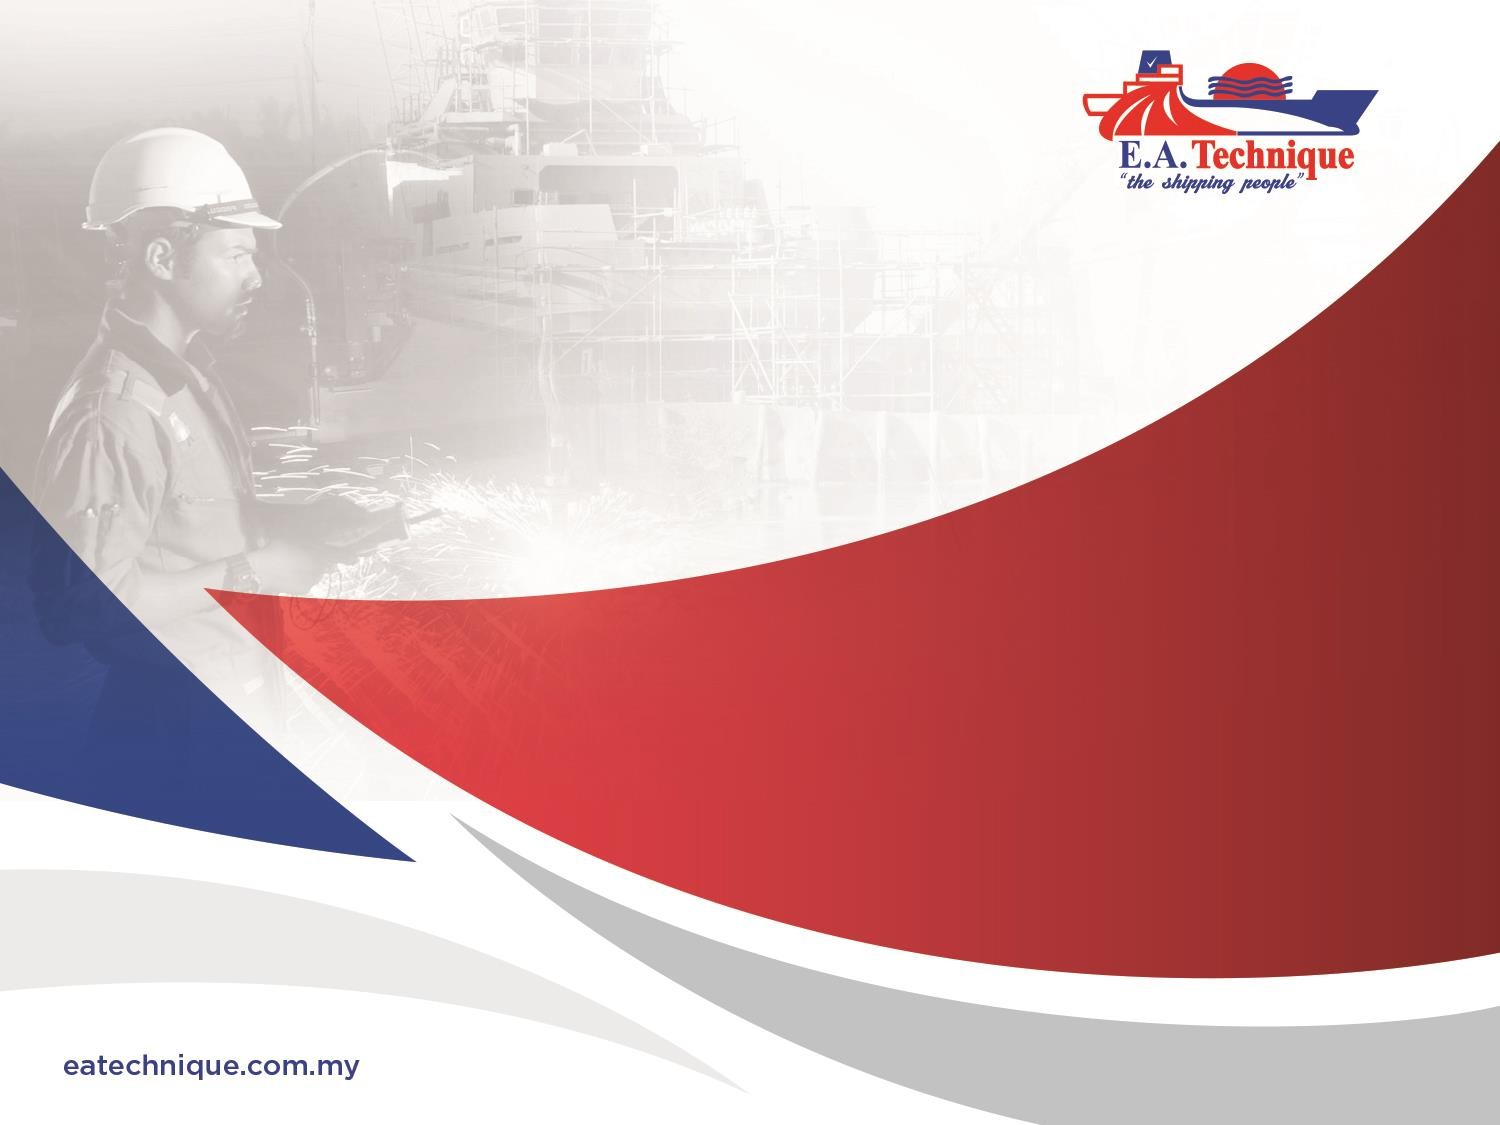 E.A. Technique
"the shipping people"
eatechnique.com.my